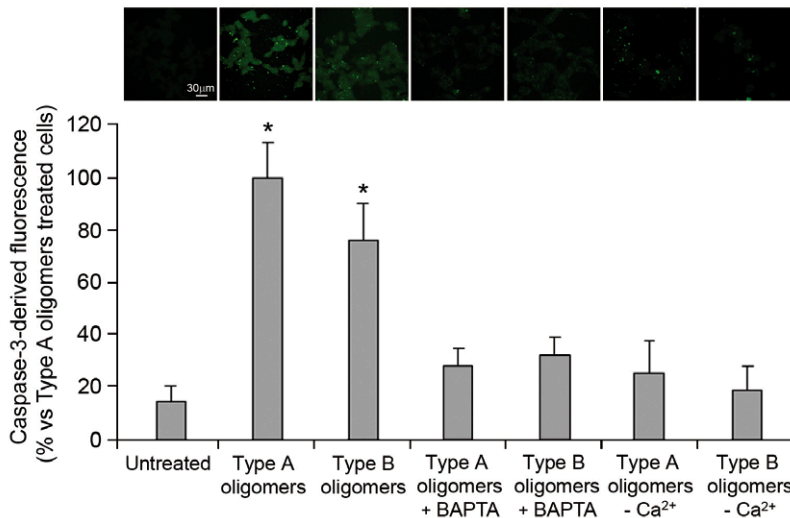 30μm
Caspase-3-derived fluorescence
(% vs Type A oligomers treated cells)
120
100
80
60
40
20
0
*
*
Untreated
Type A
oligomers
Type B
oligomers
Type A
oligomers
+ BAPTA
Type B
oligomers
+ BAPTA
Type A
oligomers
- Ca²⁺
Type B
oligomers
- Ca²⁺